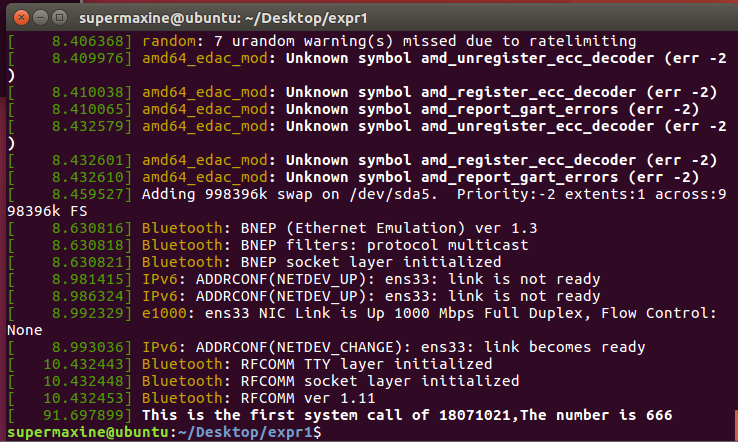 supermaxine@ubuntu: ~/Desktop/expr1
[    8.406368] random: 7 urandom warning(s) missed due to ratelimiting
[    8.409976] amd64_edac_mod: Unknown symbol amd_unregister_ecc_decoder (err -2
)
[    8.410038] amd64_edac_mod: Unknown symbol amd_register_ecc_decoder (err -2)
[    8.410065] amd64_edac_mod: Unknown symbol amd_report_gart_errors (err -2)
[    8.432579] amd64_edac_mod: Unknown symbol amd_unregister_ecc_decoder (err -2
)
[    8.432601] amd64_edac_mod: Unknown symbol amd_register_ecc_decoder (err -2)
[    8.432610] amd64_edac_mod: Unknown symbol amd_report_gart_errors (err -2)
[    8.459527] Adding 998396k swap on /dev/sda5.  Priority:-2 extents:1 across:9
98396k FS
[    8.630816] Bluetooth: BNEP (Ethernet Emulation) ver 1.3
[    8.630818] Bluetooth: BNEP filters: protocol multicast
[    8.630821] Bluetooth: BNEP socket layer initialized
[    8.981415] IPv6: ADDRCONF(NETDEV_UP): ens33: link is not ready
[    8.986324] IPv6: ADDRCONF(NETDEV_UP): ens33: link is not ready
[    8.992329] e1000: ens33 NIC Link is Up 1000 Mbps Full Duplex, Flow Control:
None
[    8.993036] IPv6: ADDRCONF(NETDEV_CHANGE): ens33: link becomes ready
[   10.432443] Bluetooth: RFCOMM TTY layer initialized
[   10.432448] Bluetooth: RFCOMM socket layer initialized
[   10.432453] Bluetooth: RFCOMM ver 1.11
[   91.697899] This is the first system call of 18071021,The number is 666
supermaxine@ubuntu:~/Desktop/expr1$